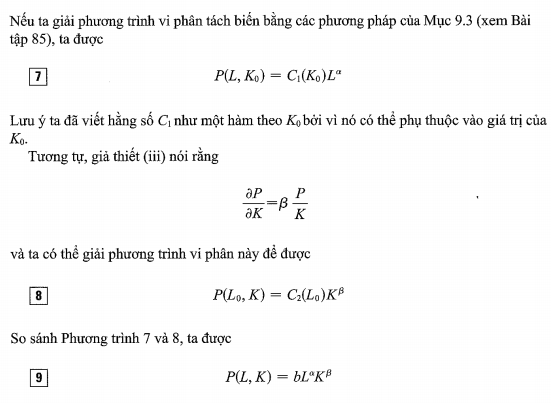 Nếu ta giải phương trình vi phân tách biến bằng các phương pháp của Mục 9.3 (xem Bài
tập 85), ta được
7 P(L, K₀) = C₁(K₀)Lᵅ
Lưu ý ta đã viết hằng số C₁ như một hàm theo K₀ bởi vì nó có thể phụ thuộc vào giá trị của
K₀.
Tương tự, giả thiết (iii) nói rằng
∂P/∂K = β P/K
và ta có thể giải phương trình vi phân này để được
8 P(L₀, K) = C₂(L₀)Kᵝ
So sánh Phương trình 7 và 8, ta được
9 P(L, K) = bLᵅKᵝ